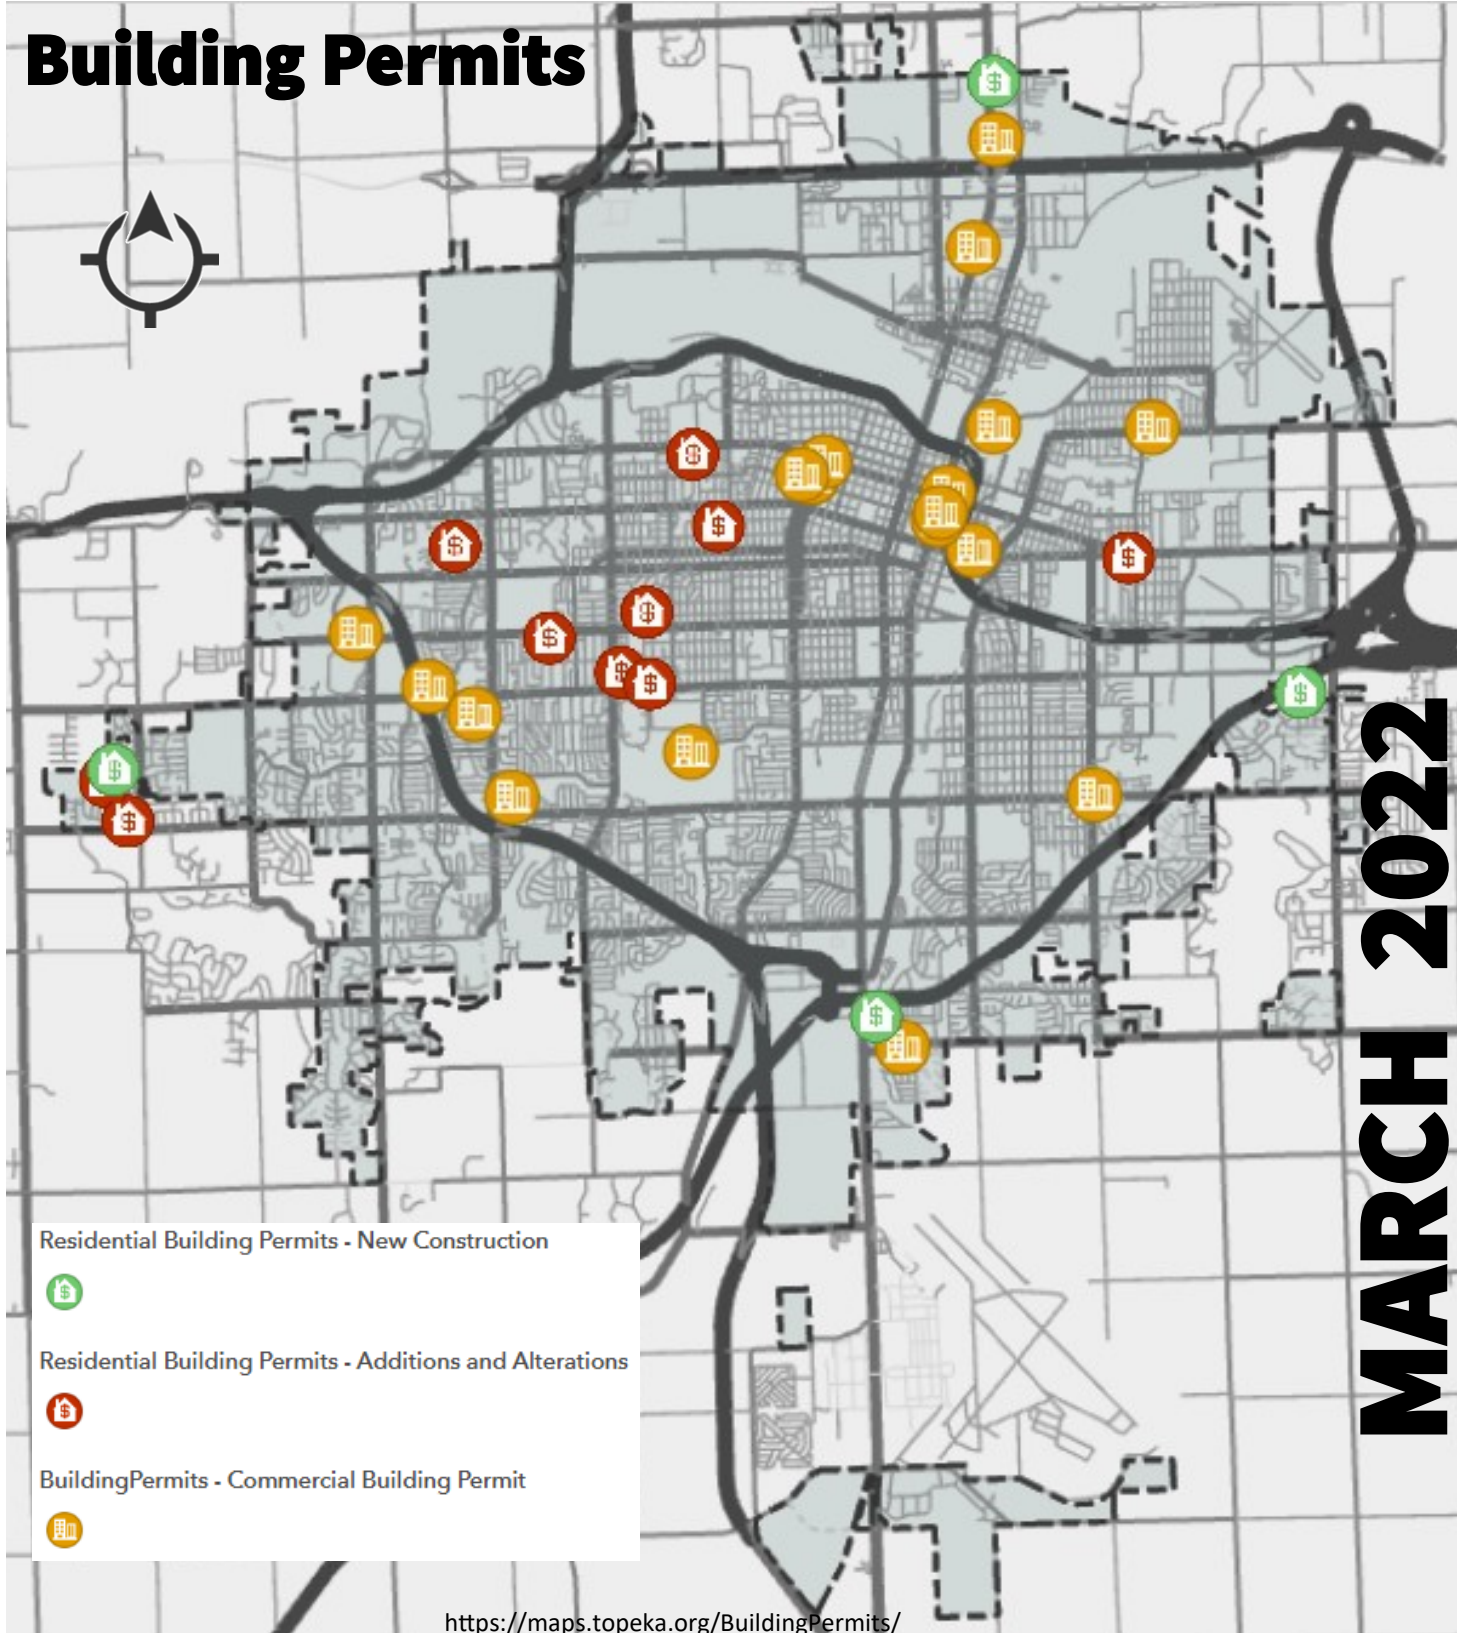 Building Permits
MARCH 2022
Residential Building Permits - New Construction
Residential Building Permits - Additions and Alterations
BuildingPermits - Commercial Building Permit
https://maps.topeka.org/BuildingPermits/